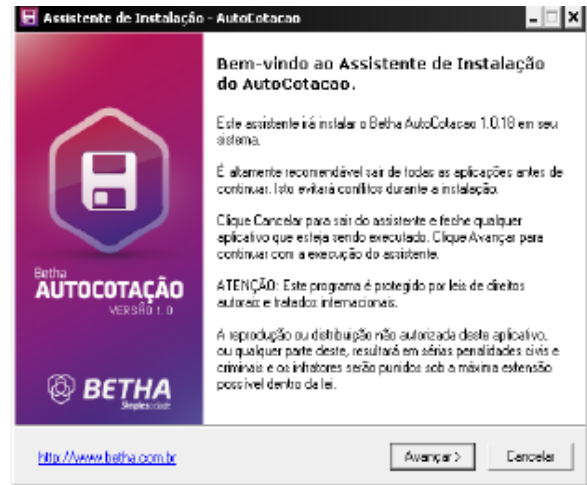 Assistente de Instalação - AutoCotacao
Bem-vindo ao Assistente de Instalação
do AutoCotacao.
Este assistente irá instalar o Betha AutoCotacao 1.0.18 em seu
sistema.
É altamente recomendável sair de todas as aplicações antes de
continuar. Isto evitará conflitos durante a instalação.
Clique Cancelar para sair do assistente e feche qualquer
aplicativo que esteja sendo executado. Clique Avançar para
continuar com a execução do assistente.
ATENÇÃO: Este programa é protegido por leis de direitos
autorais e tratados internacionais.
A reprodução ou distribuição não autorizada deste aplicativo,
ou qualquer parte deste, resultará em sérias penalidades civis e
criminais e os infratores serão punidos sob a máxima extensão
possível dentro da lei.
Betha
AUTOCOTAÇÃO
VERSÃO 1.0
BETHA
Simplescidade
http://www.betha.com.br
Avançar >
Cancelar